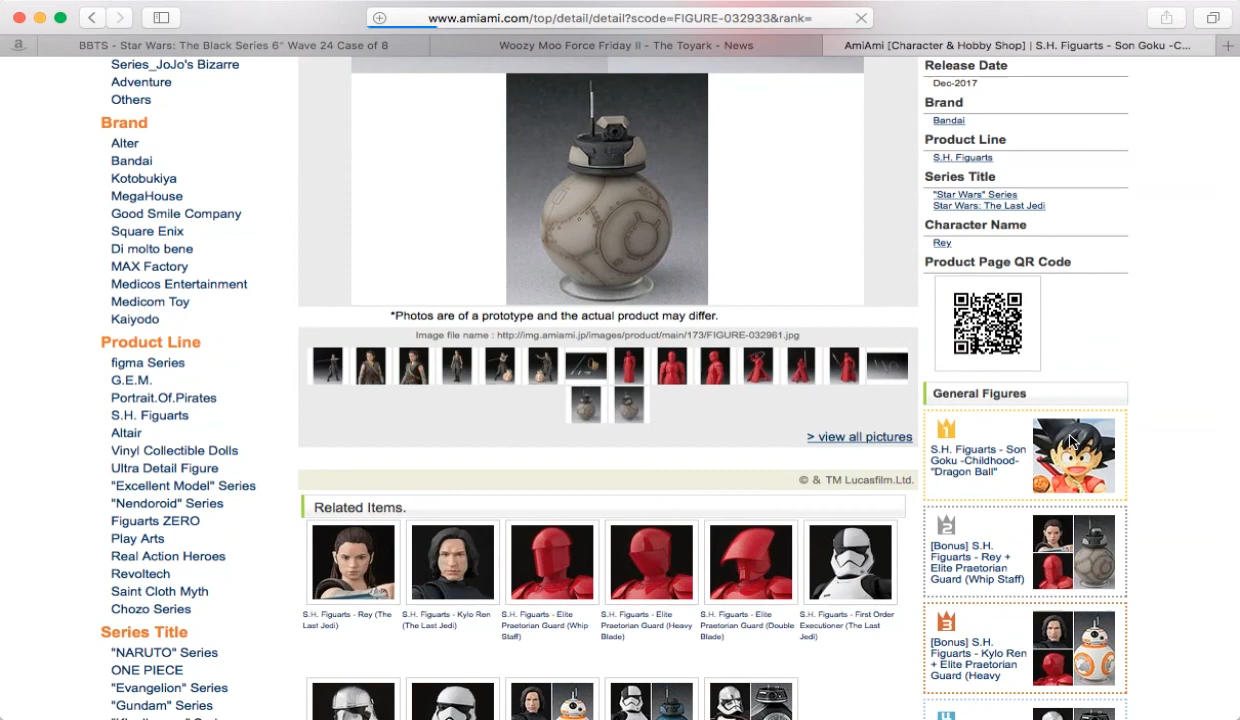 www.amiami.com/top/detail/detail?scode=FIGURE-032933&rank=
a
BBTS - Star Wars: The Black Series 6" Wave 24 Case of 8
Woozy Moo Force Friday II - The Toyark - News
AmiAmi [Character & Hobby Shop] | S.H. Figuarts - Son Goku -C...
Series_JoJo's Bizarre
Adventure
Others
Brand
Alter
Bandai
Kotobukiya
MegaHouse
Good Smile Company
Square Enix
Di molto bene
MAX Factory
Medicos Entertainment
Medicom Toy
Kaiyodo
Product Line
figma Series
G.E.M.
Portrait.Of.Pirates
S.H. Figuarts
Altair
Vinyl Collectible Dolls
Ultra Detail Figure
"Excellent Model" Series
"Nendoroid" Series
Figuarts ZERO
Play Arts
Real Action Heroes
Revoltech
Saint Cloth Myth
Chozo Series
Series Title
"NARUTO" Series
ONE PIECE
"Evangelion" Series
"Gundam" Series
*Photos are of a prototype and the actual product may differ.
Image file name : http://img.amiami.jp/images/product/main/173/FIGURE-032961.jpg
> view all pictures
© & TM Lucasfilm.Ltd.
Related Items.
S.H. Figuarts - Rey (The
Last Jedi)
S.H. Figuarts - Kylo Ren
(The Last Jedi)
S.H. Figuarts - Elite
Praetorian Guard (Whip
Staff)
S.H. Figuarts - Elite
Praetorian Guard (Heavy
Blade)
S.H. Figuarts - Elite
Praetorian Guard (Double
Blade)
S.H. Figuarts - First Order
Executioner (The Last
Jedi)
Release Date
Dec-2017
Brand
Bandai
Product Line
S.H. Figuarts
Series Title
"Star Wars" Series
Star Wars: The Last Jedi
Character Name
Rey
Product Page QR Code
General Figures
1
S.H. Figuarts - Son
Goku -Childhood-
"Dragon Ball"
2
[Bonus] S.H.
Figuarts - Rey +
Elite Praetorian
Guard (Whip Staff)
3
[Bonus] S.H.
Figuarts - Kylo Ren
+ Elite Praetorian
Guard (Heavy